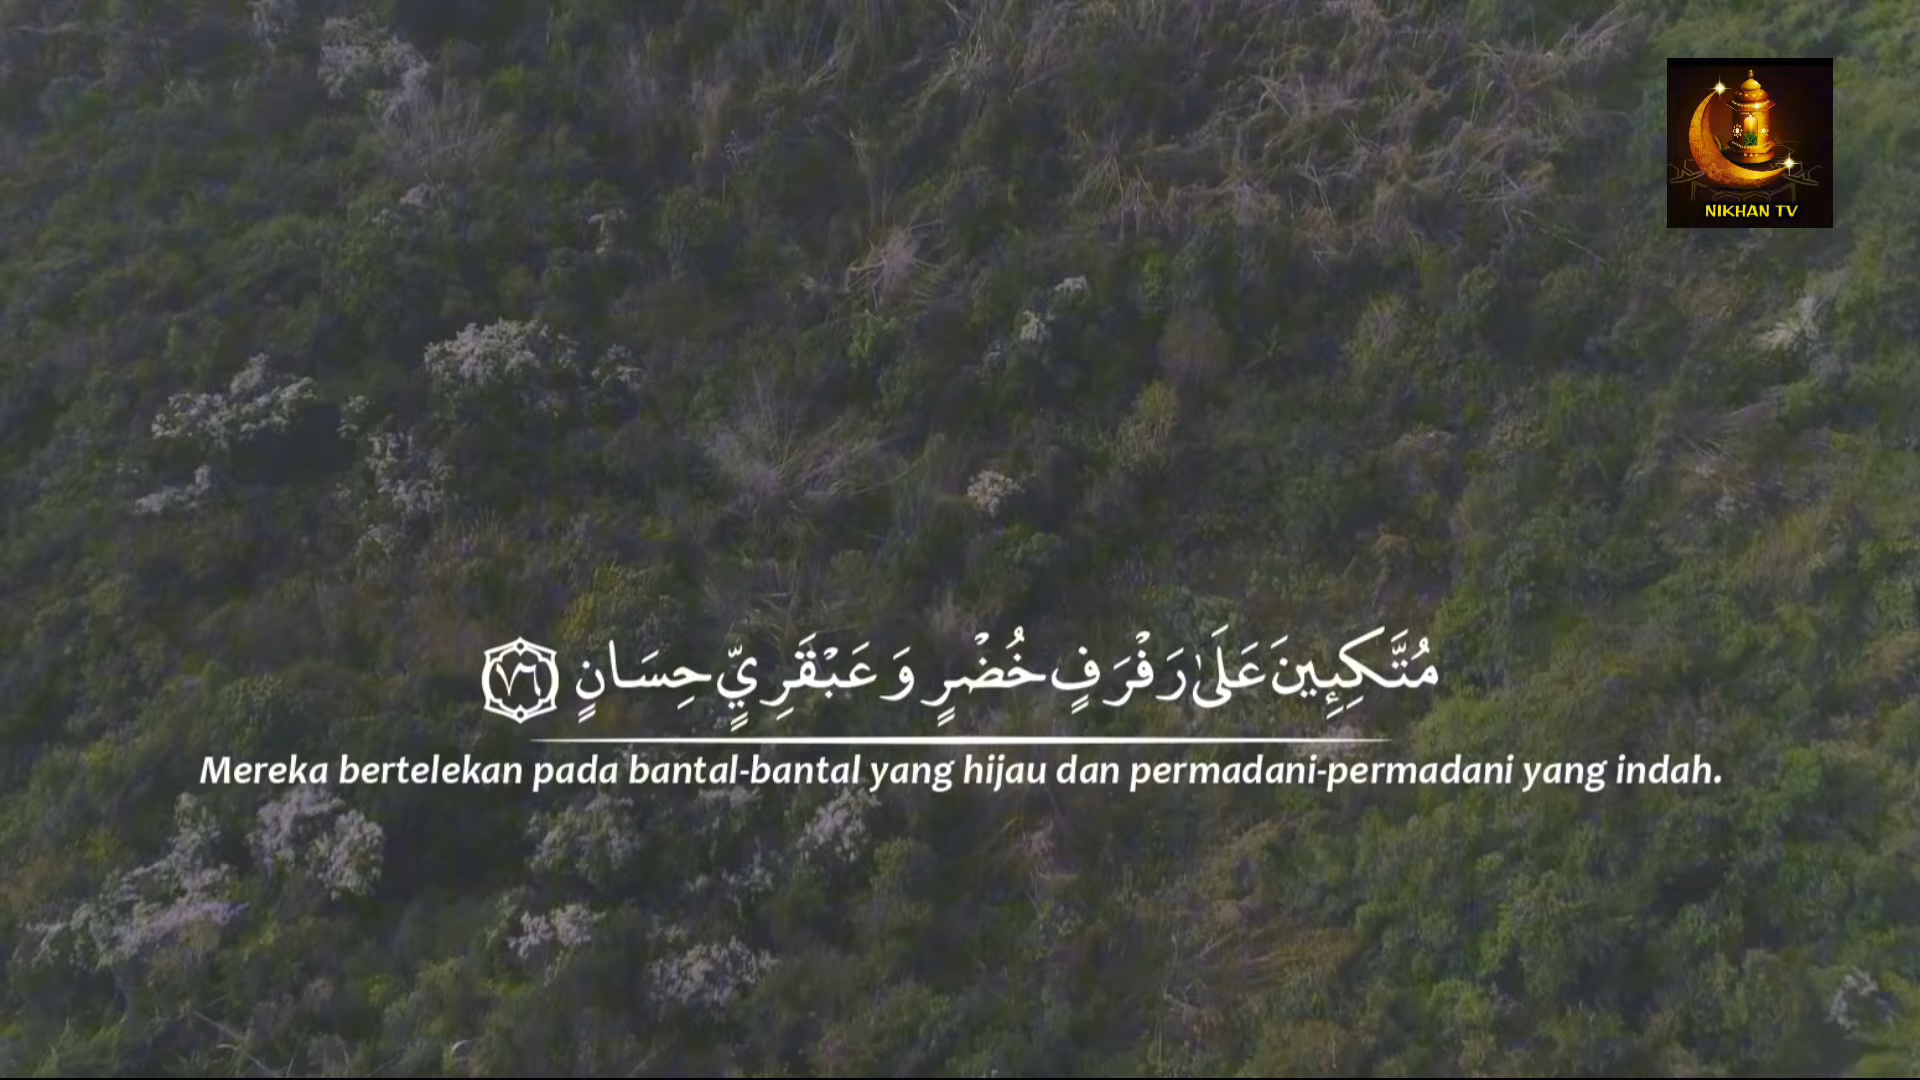 NIKHAN TV
مُتَّكِـِٔينَ عَلَىٰ رَفْرَفٍ خُضْرٍ وَعَبْقَرِيٍّ حِسَانٍ ٧٦
Mereka bertelekan pada bantal-bantal yang hijau dan permadani-permadani yang indah.